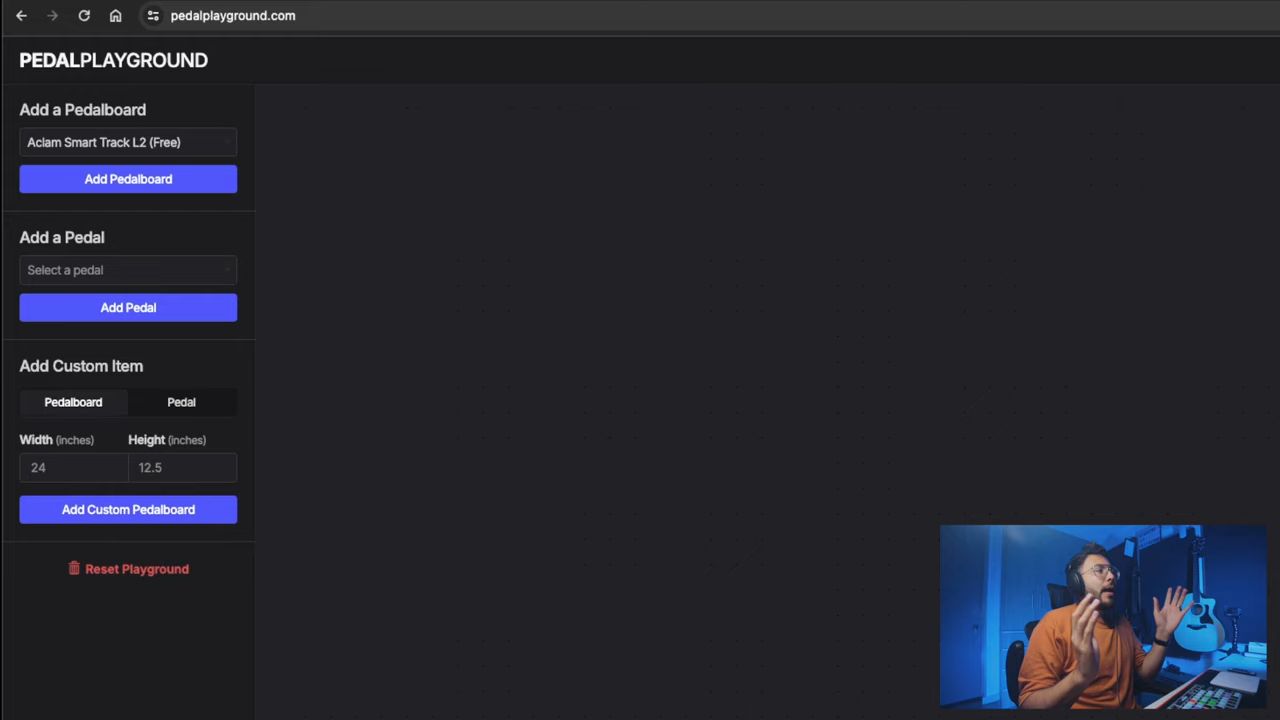 pedalplayground.com
PEDALPLAYGROUND
Add a Pedalboard
Aclam Smart Track L2 (Free)
Add Pedalboard
Add a Pedal
Select a pedal
Add Pedal
Add Custom Item
Pedalboard Pedal
Width (inches) Height (inches)
24 12.5
Add Custom Pedalboard
Reset Playground